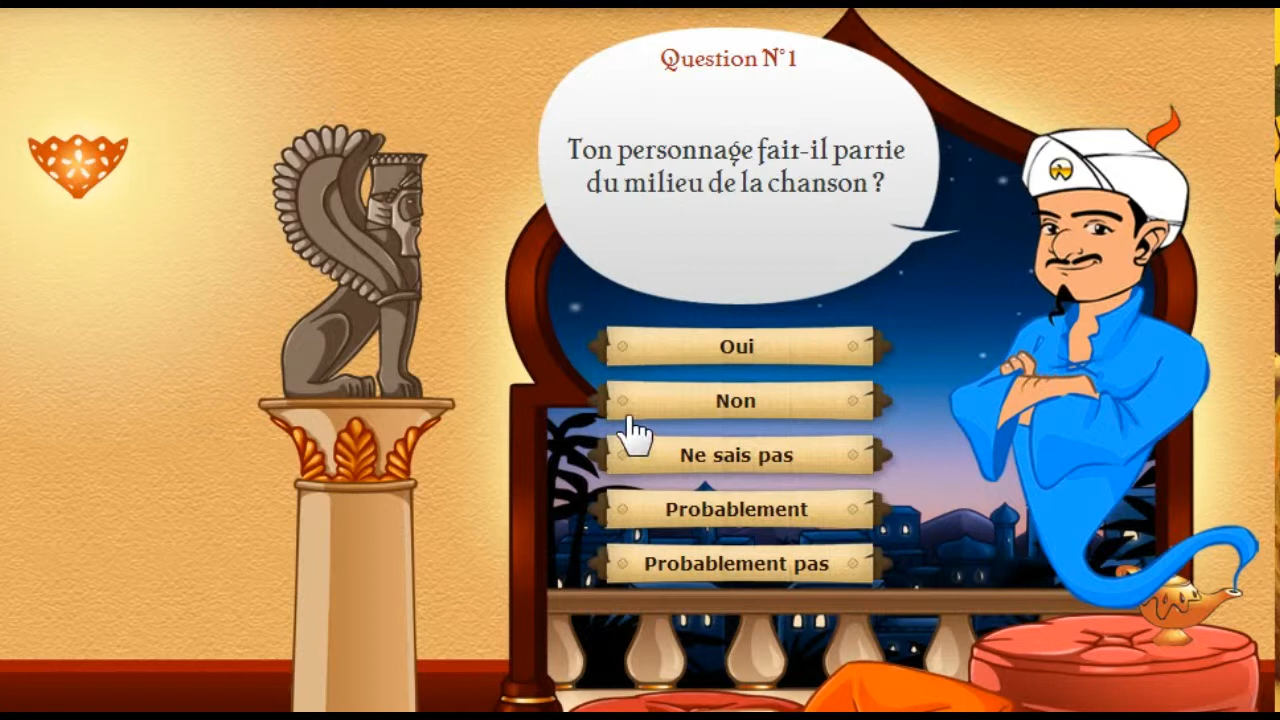 Question N°1
Ton personnage fait-il partie
du milieu de la chanson ?
Oui
Non
Ne sais pas
Probablement
Probablement pas